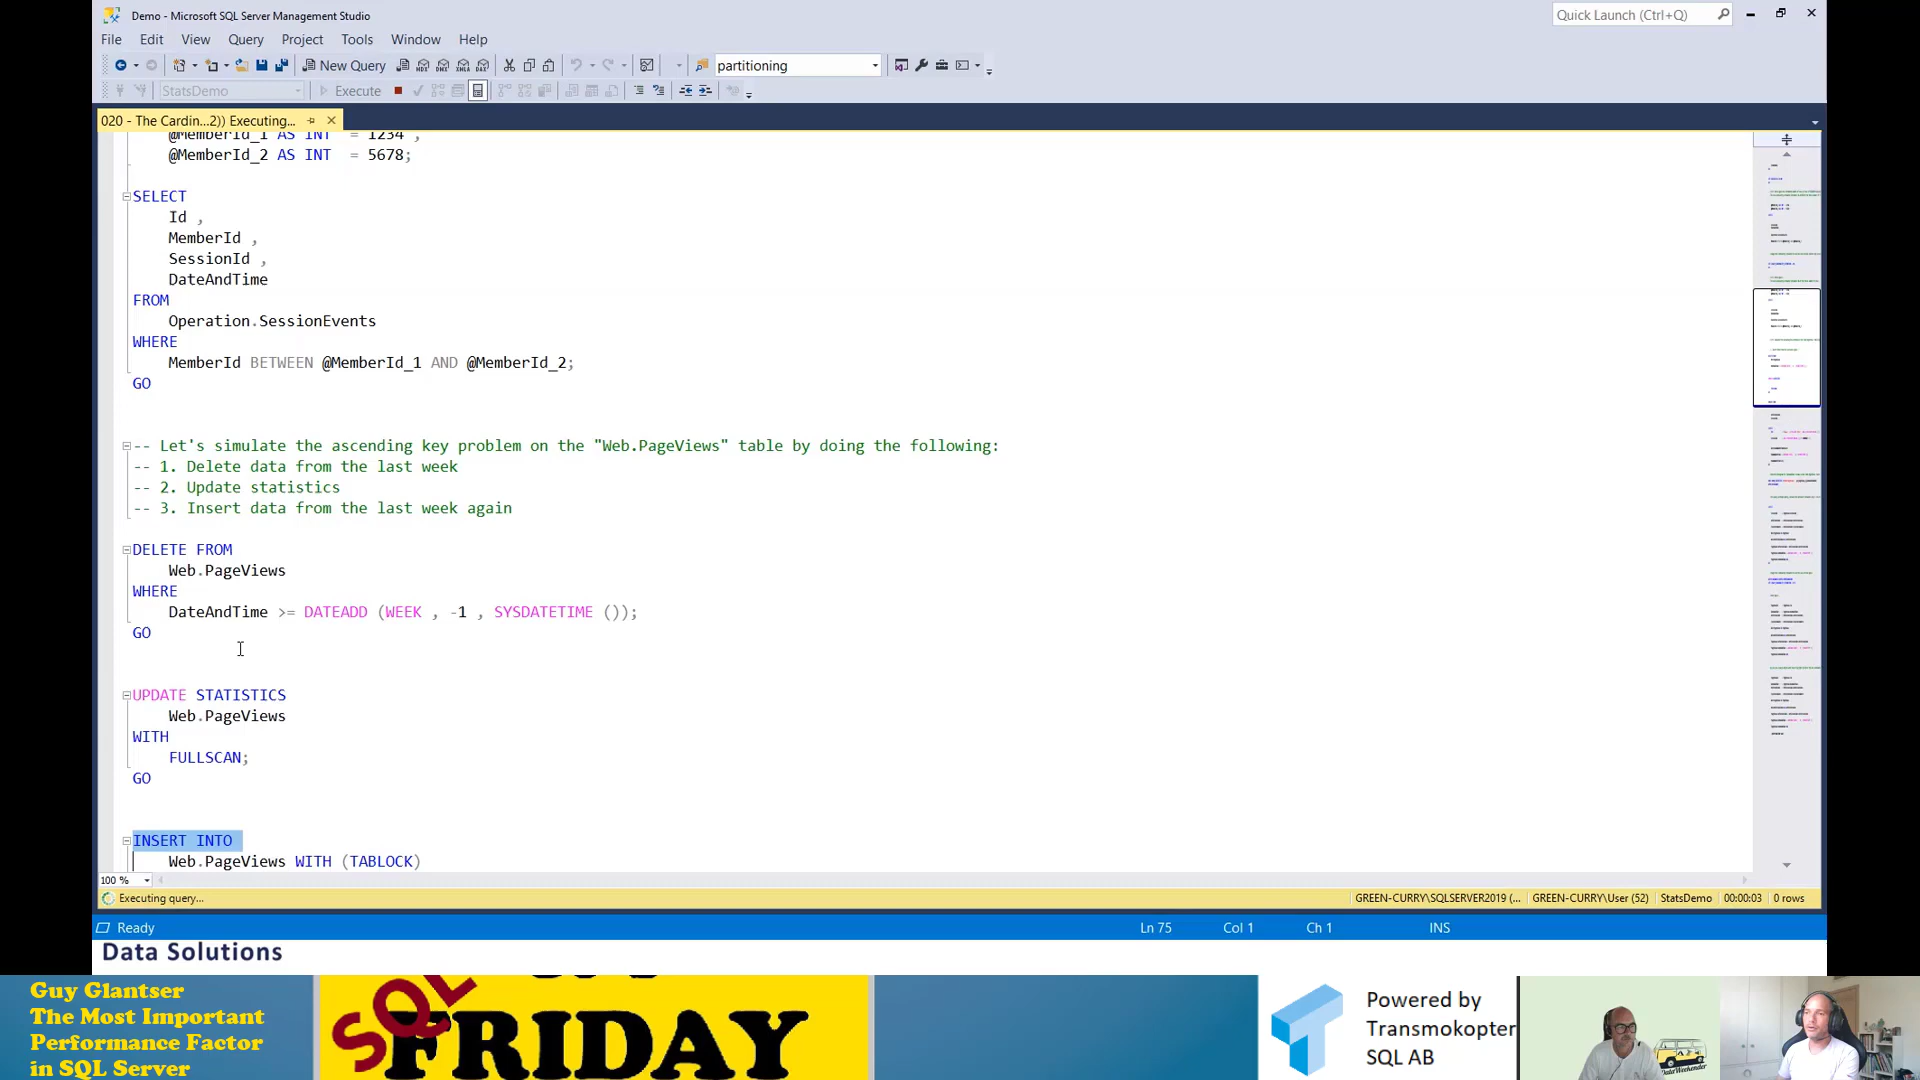 Demo - Microsoft SQL Server Management Studio
Quick Launch (Ctrl+Q)
File Edit View Query Project Tools Window Help
New Query
partitioning
StatsDemo
Execute
020 - The Cardin...2)) Executing...
@MemberId_1 AS INT = 1234 ,
@MemberId_2 AS INT = 5678;
SELECT
Id ,
MemberId ,
SessionId ,
DateAndTime
FROM
Operation.SessionEvents
WHERE
MemberId BETWEEN @MemberId_1 AND @MemberId_2;
GO
-- Let's simulate the ascending key problem on the "Web.PageViews" table by doing the following:
-- 1. Delete data from the last week
-- 2. Update statistics
-- 3. Insert data from the last week again
DELETE FROM
Web.PageViews
WHERE
DateAndTime >= DATEADD (WEEK , -1 , SYSDATETIME ());
GO
UPDATE STATISTICS
Web.PageViews
WITH
FULLSCAN;
GO
INSERT INTO
Web.PageViews WITH (TABLOCK)
100 %
Executing query...
GREEN-CURRY\SQLSERVER2019 (... GREEN-CURRY\User (52) StatsDemo 00:00:03 0 rows
Ready
Ln 75 Col 1 Ch 1 INS
Data Solutions
Guy Glantser
The Most Important
Performance Factor
in SQL Server
SQL
FRIDAY
Powered by
Transmokopter
SQL AB